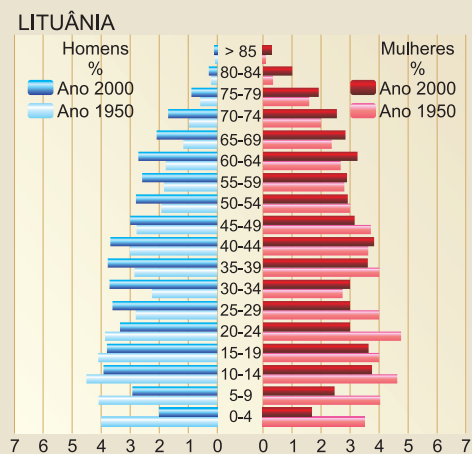 LITUÂNIA
Homens
%
Ano 2000
Ano 1950
Mulheres
%
Ano 2000
Ano 1950
> 85
80-84
75-79
70-74
65-69
60-64
55-59
50-54
45-49
40-44
35-39
30-34
25-29
20-24
15-19
10-14
5-9
0-4
7 6 5 4 3 2 1 0 0 1 2 3 4 5 6 7